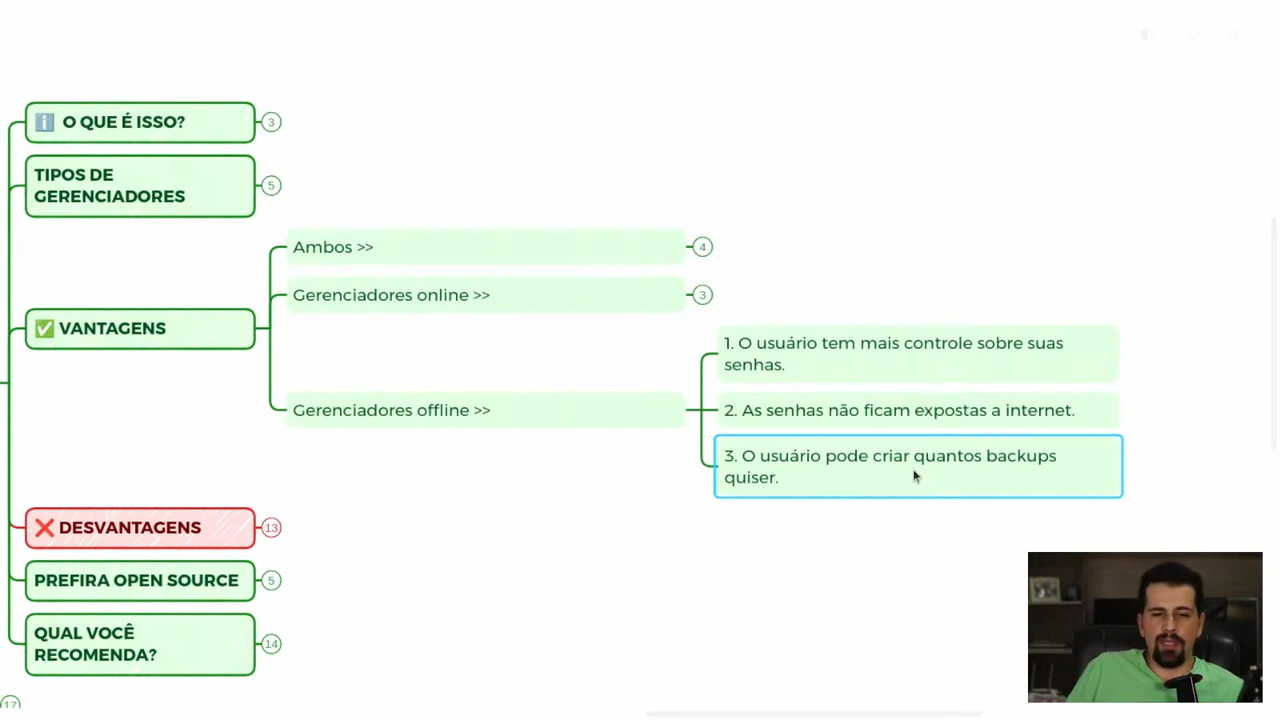 ℹ️ O QUE É ISSO?
3
TIPOS DE
GERENCIADORES
5
✅ VANTAGENS
Ambos >>
4
Gerenciadores online >>
3
Gerenciadores offline >>
1. O usuário tem mais controle sobre suas
senhas.
2. As senhas não ficam expostas a internet.
3. O usuário pode criar quantos backups
quiser.
❌ DESVANTAGENS
13
PREFIRA OPEN SOURCE
5
QUAL VOCÊ
RECOMENDA?
14
17